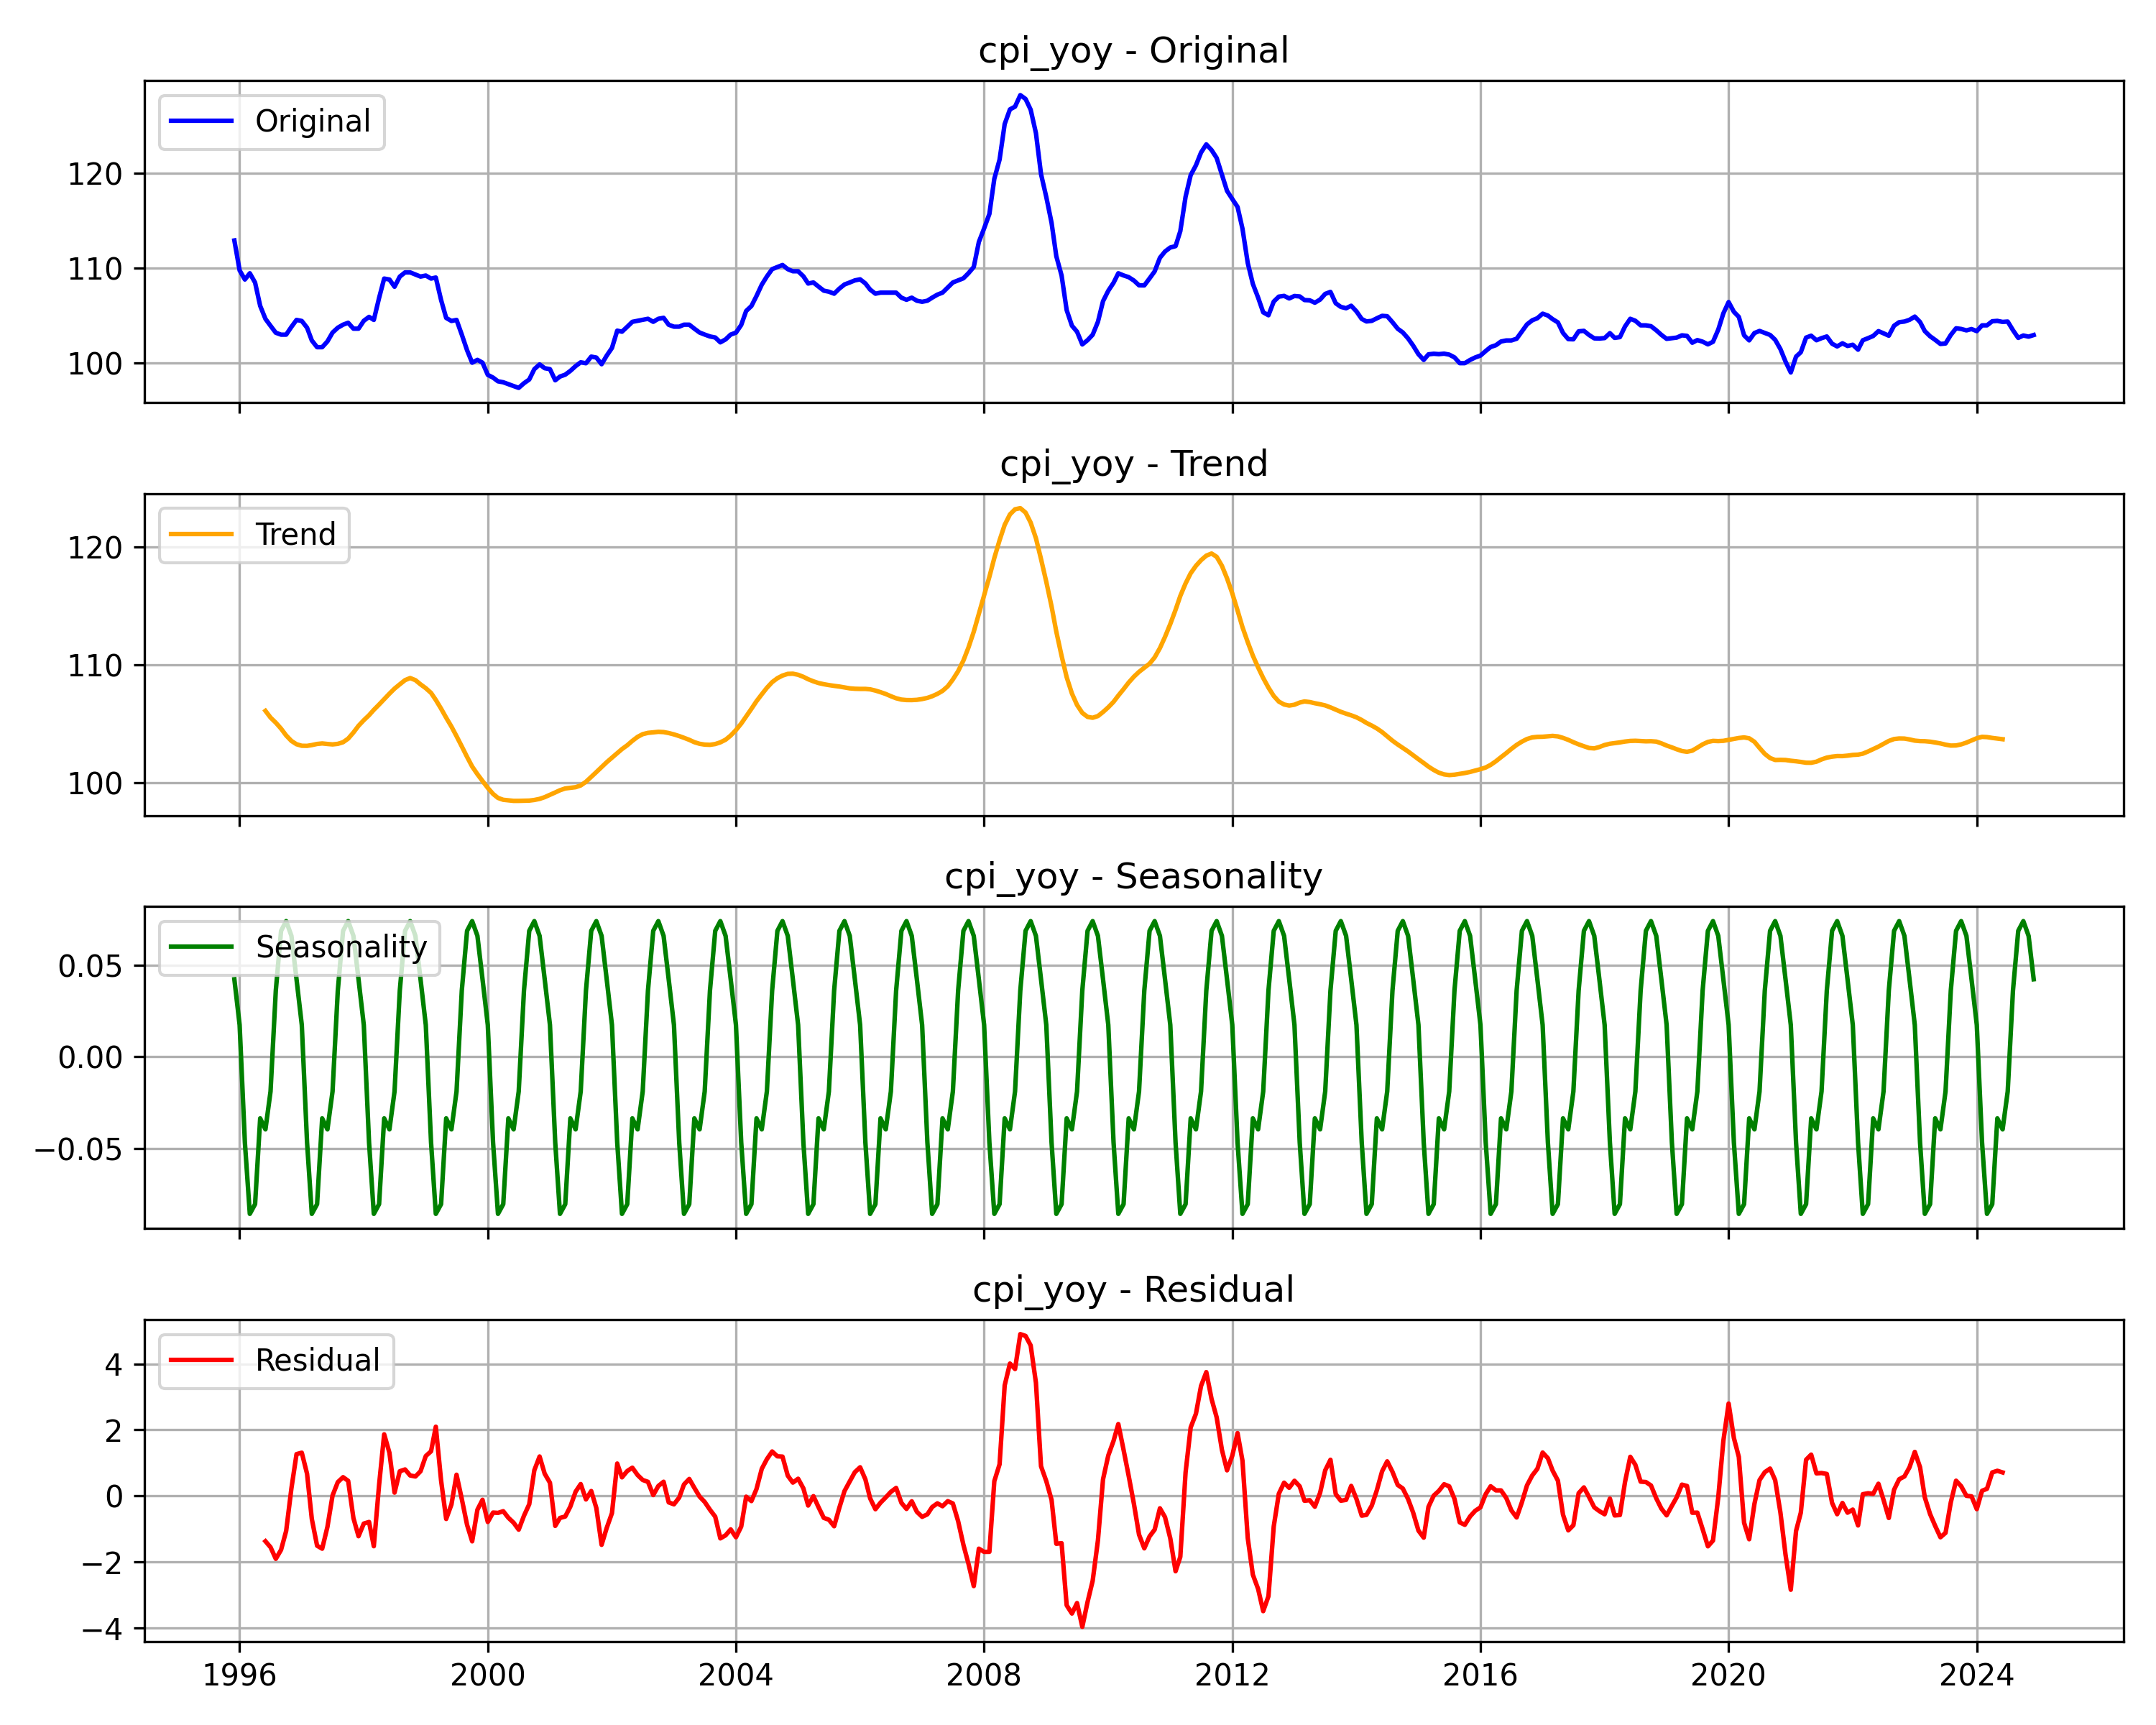 cpi_yoy - Original
Original
120
110
100
cpi_yoy - Trend
Trend
120
110
100
cpi_yoy - Seasonality
Seasonality
0.05
0.00
−0.05
cpi_yoy - Residual
Residual
4
2
0
−2
−4
1996 2000 2004 2008 2012 2016 2020 2024